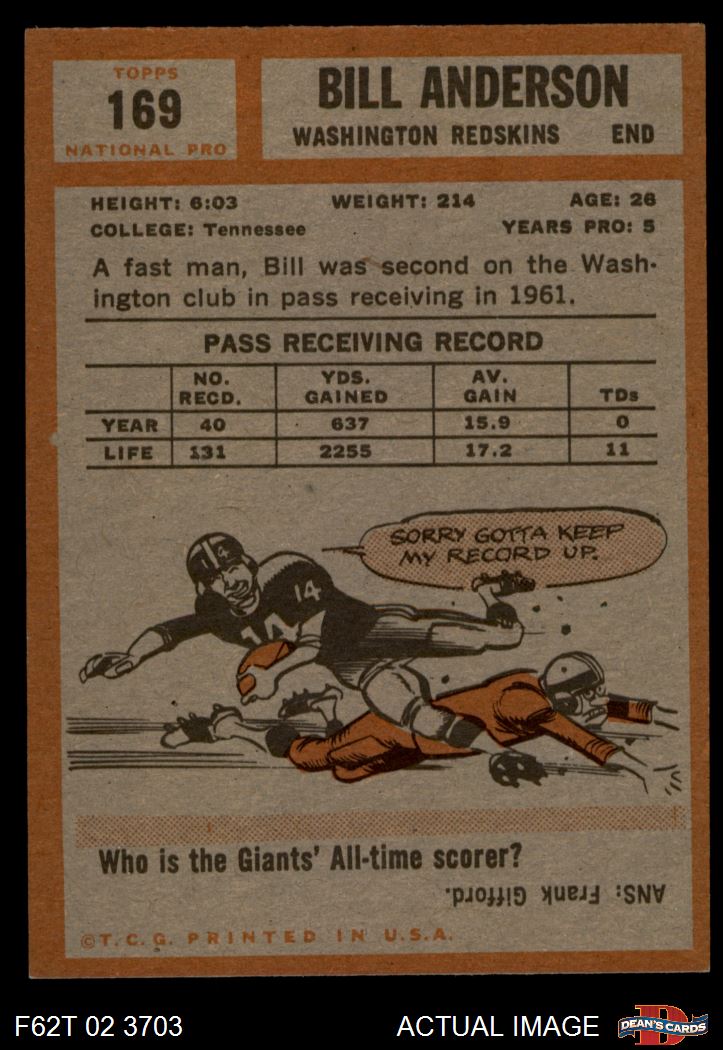 TOPPS
169
NATIONAL PRO
BILL ANDERSON
WASHINGTON REDSKINS END
HEIGHT: 6:03 WEIGHT: 214 AGE: 26
COLLEGE: Tennessee YEARS PRO: 5
A fast man, Bill was second on the Wash-
ington club in pass receiving in 1961.
PASS RECEIVING RECORD
NO. RECD. YDS. GAINED AV. GAIN TDs
YEAR 40 637 15.9 0
LIFE 131 2255 17.2 11
SORRY GOTTA KEEP
MY RECORD UP.
14
14
14
Who is the Giants' All-time scorer?
ANS: Frank Gifford.
©T.C.G. PRINTED IN U.S.A.
F62T 02 3703 ACTUAL IMAGE
D
DEAN'S CARDS